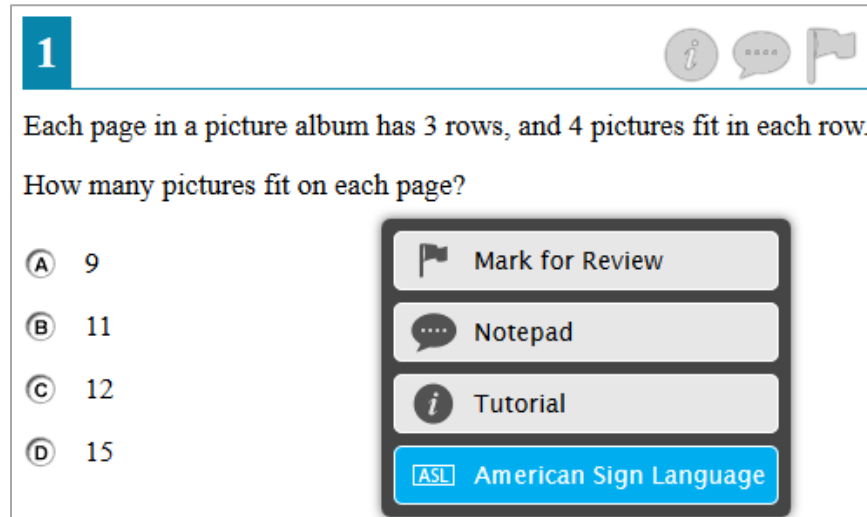 1
Each page in a picture album has 3 rows, and 4 pictures fit in each row.
How many pictures fit on each page?
A 9
B 11
C 12
D 15
Mark for Review
Notepad
i Tutorial
ASL American Sign Language